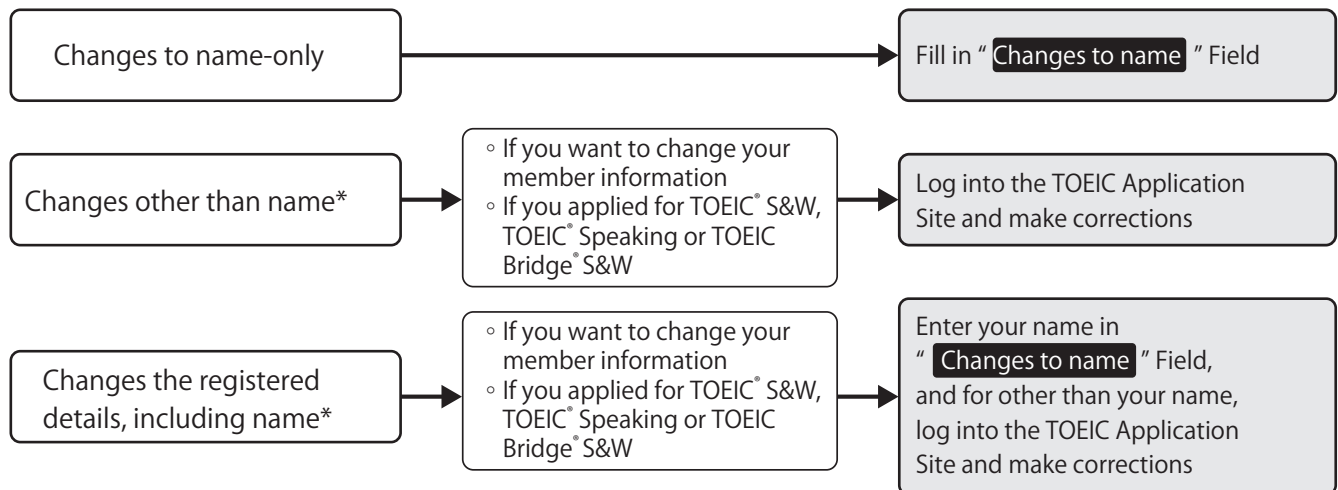 Changes to name-only
Fill in " Changes to name " Field
Changes other than name*
◦ If you want to change your
member information
◦ If you applied for TOEIC® S&W,
TOEIC® Speaking or TOEIC
Bridge® S&W
Log into the TOEIC Application
Site and make corrections
Changes the registered
details, including name*
◦ If you want to change your
member information
◦ If you applied for TOEIC® S&W,
TOEIC® Speaking or TOEIC
Bridge® S&W
Enter your name in
" Changes to name " Field,
and for other than your name,
log into the TOEIC Application
Site and make corrections